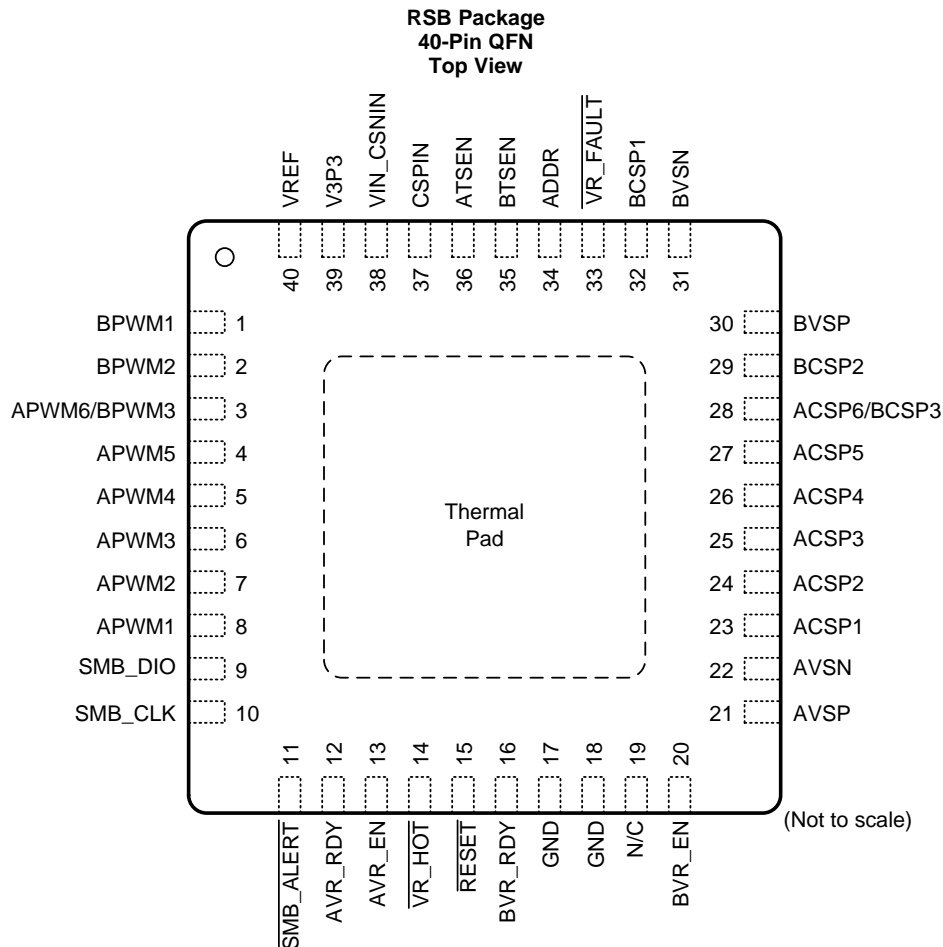 RSB Package
40-Pin QFN
Top View
VREF
V3P3
VIN_CSNIN
CSPIN
ATSEN
BTSEN
ADDR
VR_FAULT
BCSP1
BVSN
40
39
38
37
36
35
34
33
32
31
BPWM1 1
BPWM2 2
APWM6/BPWM3 3
APWM5 4
APWM4 5
APWM3 6
APWM2 7
APWM1 8
SMB_DIO 9
SMB_CLK 10
Thermal
Pad
30 BVSP
29 BCSP2
28 ACSP6/BCSP3
27 ACSP5
26 ACSP4
25 ACSP3
24 ACSP2
23 ACSP1
22 AVSN
21 AVSP
11
12
13
14
15
16
17
18
19
20
SMB_ALERT
AVR_RDY
AVR_EN
VR_HOT
RESET
BVR_RDY
GND
GND
N/C
BVR_EN
(Not to scale)